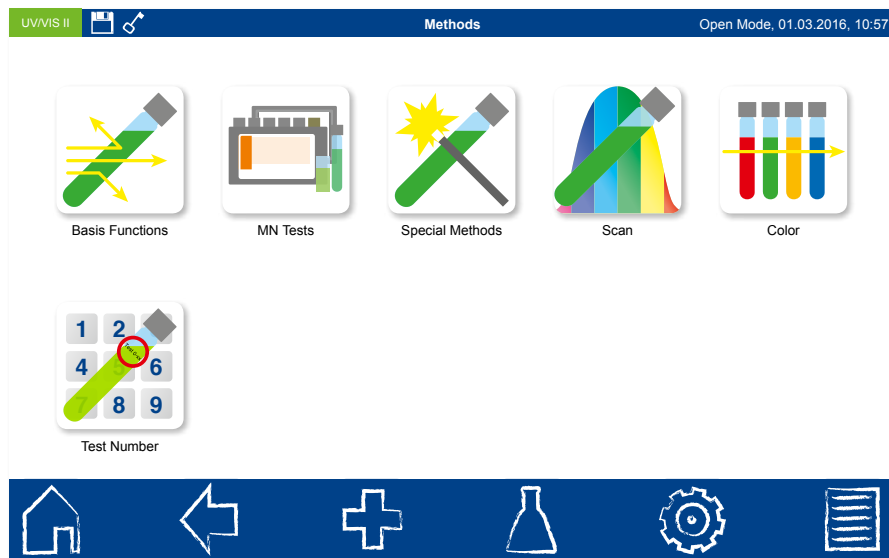 UV/VIS II
Methods
Open Mode, 01.03.2016, 10:57
Basis Functions
MN Tests
Special Methods
Scan
Color
1 2
4 5 6
7 8 9
Test Number